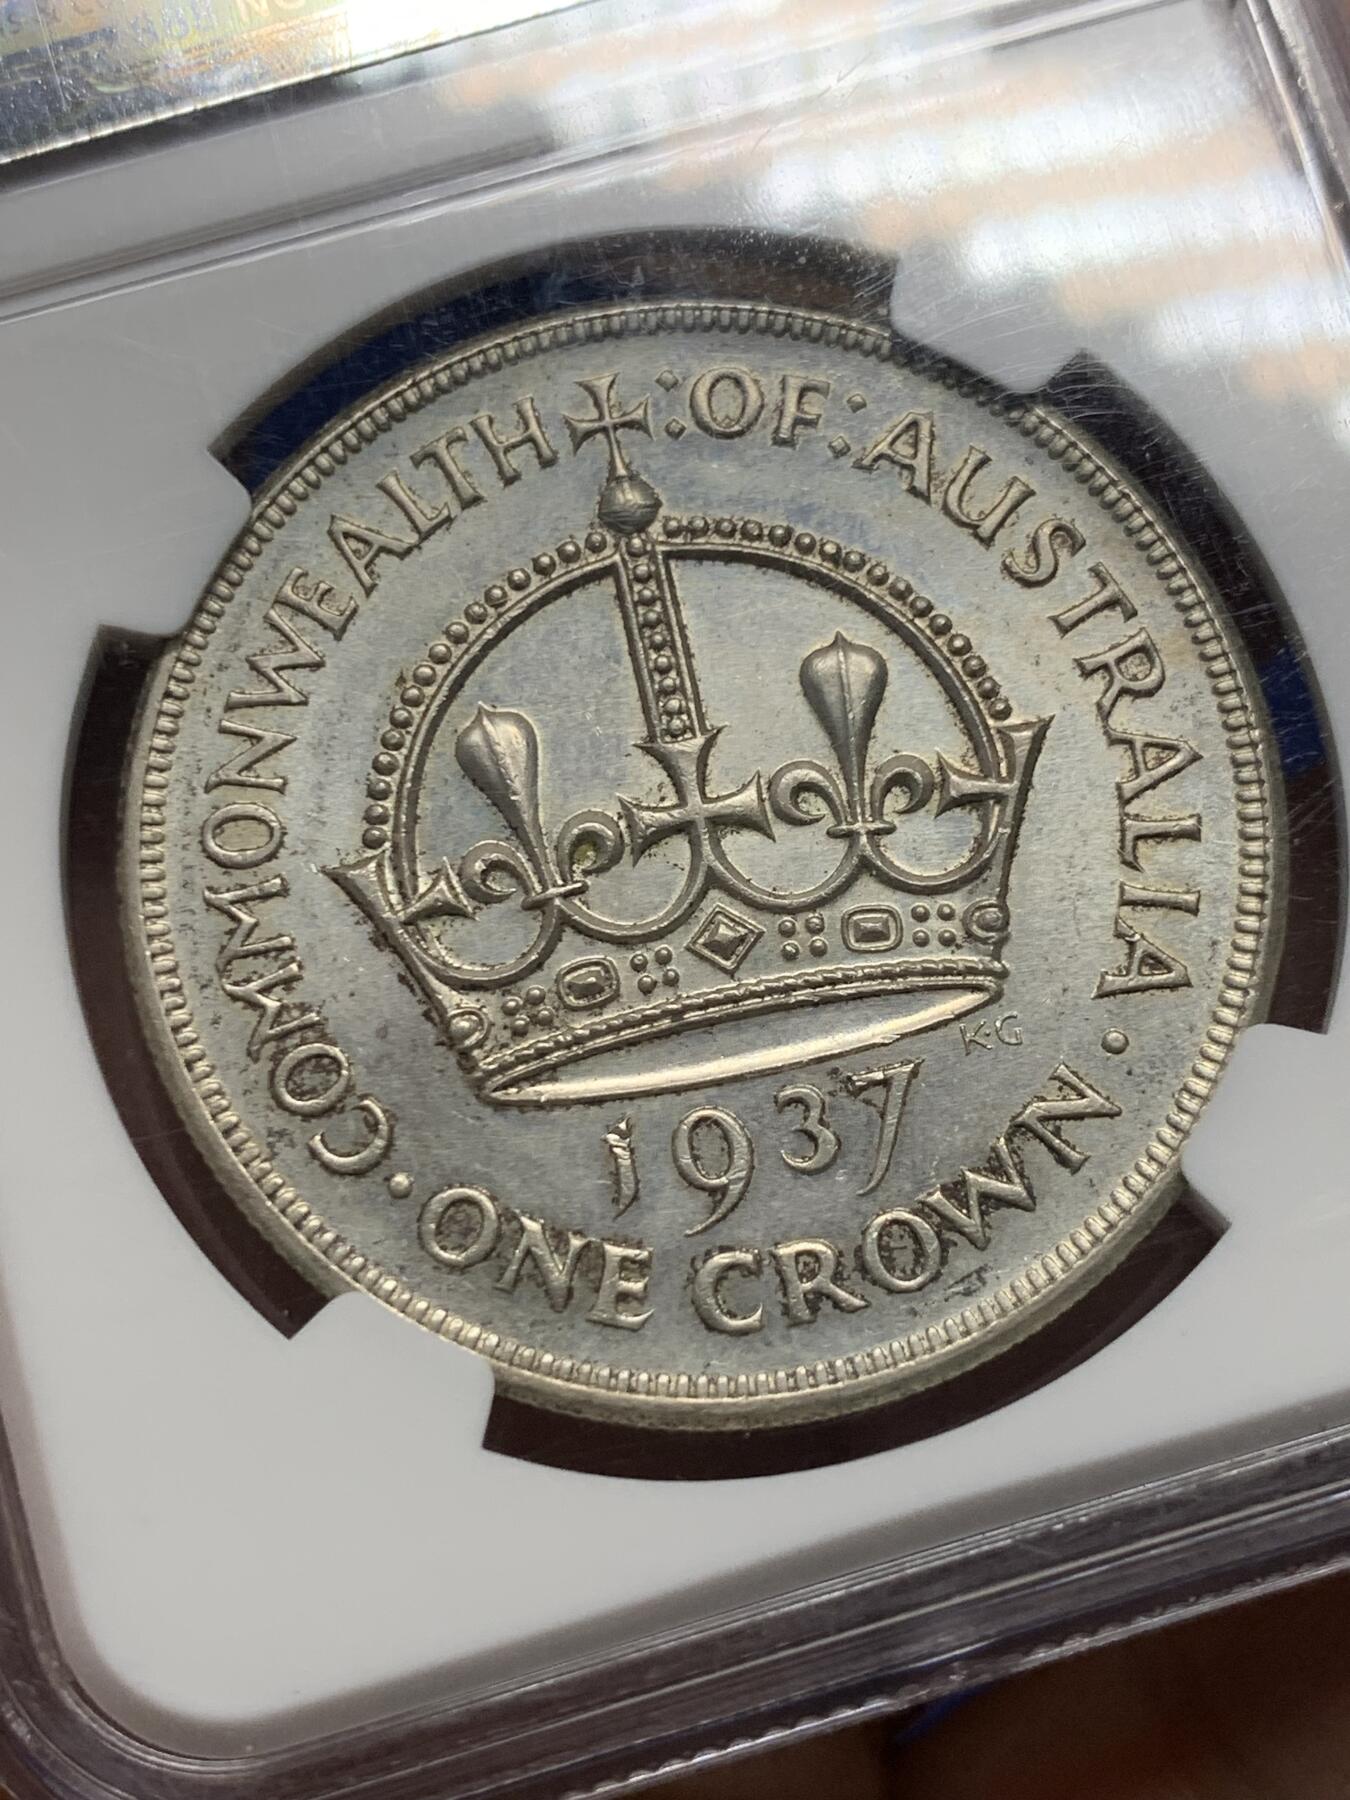 COMMONWEALTH : OF : AUSTRALIA
K·G
1937
· ONE CROWN ·